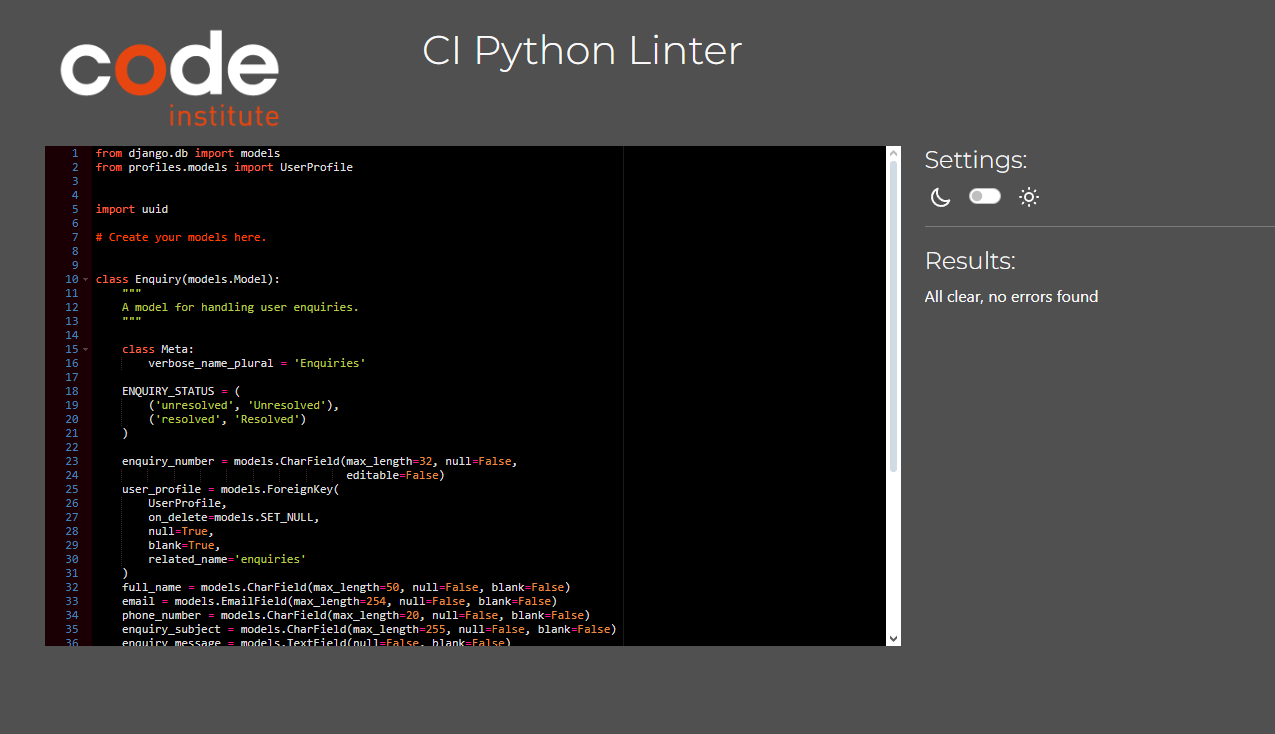 code
institute
CI Python Linter
1 from django.db import models
2 from profiles.models import UserProfile
3
4
5 import uuid
6
7 # Create your models here.
8
9
10 class Enquiry(models.Model):
11     """
12     A model for handling user enquiries.
13     """
14
15     class Meta:
16         verbose_name_plural = 'Enquiries'
17
18     ENQUIRY_STATUS = (
19         ('unresolved', 'Unresolved'),
20         ('resolved', 'Resolved')
21     )
22
23     enquiry_number = models.CharField(max_length=32, null=False,
24                                       editable=False)
25     user_profile = models.ForeignKey(
26         UserProfile,
27         on_delete=models.SET_NULL,
28         null=True,
29         blank=True,
30         related_name='enquiries'
31     )
32     full_name = models.CharField(max_length=50, null=False, blank=False)
33     email = models.EmailField(max_length=254, null=False, blank=False)
34     phone_number = models.CharField(max_length=20, null=False, blank=False)
35     enquiry_subject = models.CharField(max_length=255, null=False, blank=False)
36     enquiry_message = models.TextField(null=False, blank=False)
Settings:
Results:
All clear, no errors found